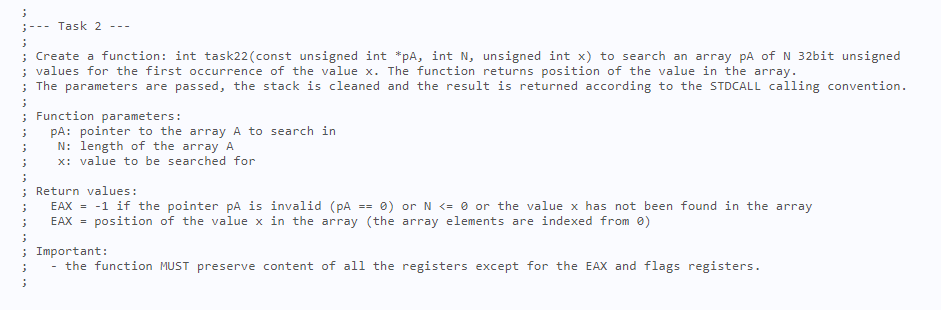 ;
;--- Task 2 ---
;
; Create a function: int task22(const unsigned int *pA, int N, unsigned int x) to search an array pA of N 32bit unsigned
; values for the first occurrence of the value x. The function returns position of the value in the array.
; The parameters are passed, the stack is cleaned and the result is returned according to the STDCALL calling convention.
;
; Function parameters:
;   pA: pointer to the array A to search in
;    N: length of the array A
;    x: value to be searched for
;
; Return values:
;   EAX = -1 if the pointer pA is invalid (pA == 0) or N <= 0 or the value x has not been found in the array
;   EAX = position of the value x in the array (the array elements are indexed from 0)
;
; Important:
;   - the function MUST preserve content of all the registers except for the EAX and flags registers.
;